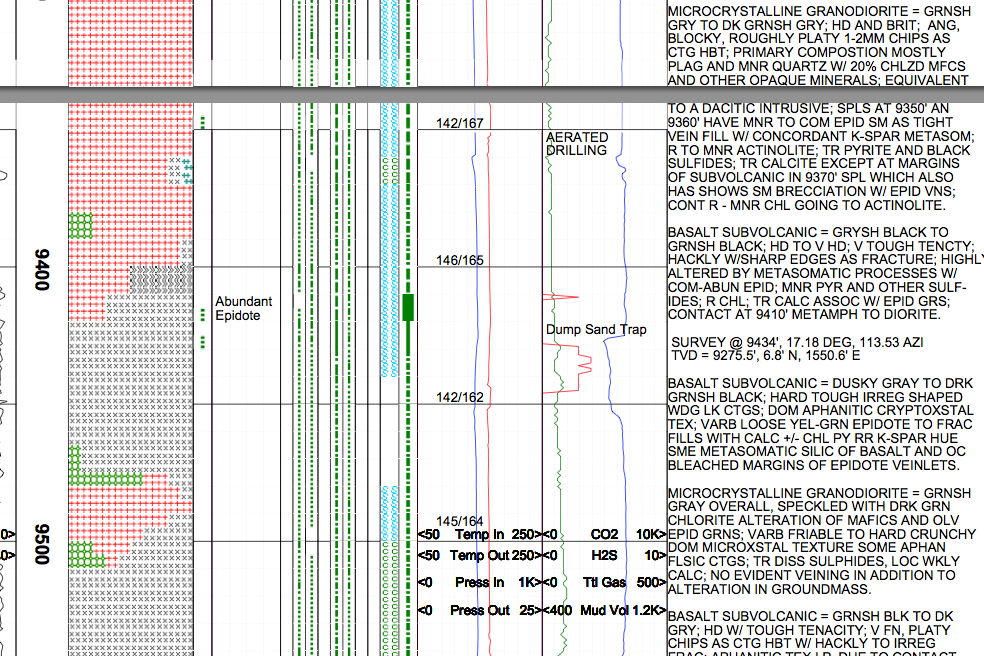 MICROCRYSTALLINE GRANODIORITE = GRNSH
GRY TO DK GRNSH GRY; HD AND BRIT;  ANG,
BLOCKY, ROUGHLY PLATY 1-2MM CHIPS AS
CTG HBT; PRIMARY COMPOSTION MOSTLY
PLAG AND MNR QUARTZ W/ 20% CHLZD MFCS
AND OTHER OPAQUE MINERALS; EQUIVALENT
TO A DACITIC INTRUSIVE; SPLS AT 9350' AN
9360' HAVE MNR TO COM EPID SM AS TIGHT
VEIN FILL W/ CONCORDANT K-SPAR METASOM;
R TO MNR ACTINOLITE; TR PYRITE AND BLACK
SULFIDES; TR CALCITE EXCEPT AT MARGINS
OF SUBVOLCANIC IN 9370' SPL WHICH ALSO
HAS SHOWS SM BRECCIATION W/ EPID VNS;
CONT R - MNR CHL GOING TO ACTINOLITE.
BASALT SUBVOLCANIC = GRYSH BLACK TO
GRNSH BLACK; HD TO V HD; V TOUGH TENCTY;
HACKLY W/SHARP EDGES AS FRACTURE; HIGHLY
ALTERED BY METASOMATIC PROCESSES W/
COM-ABUN EPID; MNR PYR AND OTHER SULF-
IDES; R CHL; TR CALC ASSOC W/ EPID GRS;
CONTACT AT 9410' METAMPH TO DIORITE.
SURVEY @ 9434', 17.18 DEG, 113.53 AZI
TVD = 9275.5', 6.8' N, 1550.6' E
BASALT SUBVOLCANIC = DUSKY GRAY TO DRK
GRNSH BLACK; HARD TOUGH IRREG SHAPED
WDG LK CTGS; DOM APHANITIC CRYPTOXSTAL
TEX; VARB LOOSE YEL-GRN EPIDOTE TO FRAC
FILLS WITH CALC +/- CHL PY RR K-SPAR HUE
SME METASOMATIC SILIC OF BASALT AND OC
BLEACHED MARGINS OF EPIDOTE VEINLETS.
MICROCRYSTALLINE GRANODIORITE = GRNSH
GRAY OVERALL, SPECKLED WITH DRK GRN
CHLORITE ALTERATION OF MAFICS AND OLV
EPID GRNS; VARB FRIABLE TO HARD CRUNCHY
DOM MICROXSTAL TEXTURE SOME APHAN
FLSIC CTGS; TR DISS SULPHIDES, LOC WKLY
CALC; NO EVIDENT VEINING IN ADDITION TO
ALTERATION IN GROUNDMASS.
BASALT SUBVOLCANIC = GRNSH BLK TO DK
GRY; HD W/ TOUGH TENACITY; V FN, PLATY
CHIPS AS CTG HBT W/ HACKLY TO IRREG
142/167
AERATED
DRILLING
9400
146/165
Abundant
Epidote
Dump Sand Trap
142/162
145/164
9500
0> <50 Temp In 250><0 CO2 10K>
0> <50 Temp Out 250><0 H2S 10>
<0 Press In 1K><0 Ttl Gas 500>
<0 Press Out 25><400 Mud Vol 1.2K>